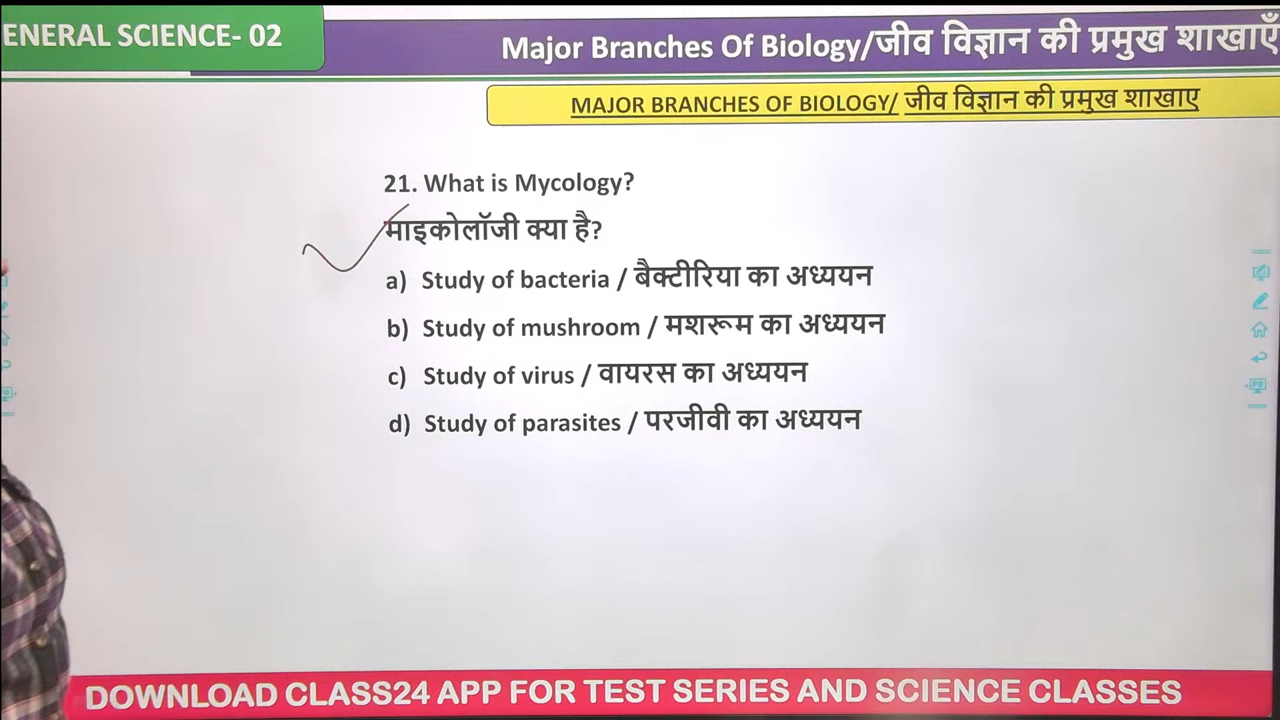 ENERAL SCIENCE- 02
Major Branches Of Biology/जीव विज्ञान की प्रमुख शाखाएँ
MAJOR BRANCHES OF BIOLOGY/ जीव विज्ञान की प्रमुख शाखाए
21. What is Mycology?
माइकोलॉजी क्या है?
a) Study of bacteria / बैक्टीरिया का अध्ययन
b) Study of mushroom / मशरूम का अध्ययन
c) Study of virus / वायरस का अध्ययन
d) Study of parasites / परजीवी का अध्ययन
DOWNLOAD CLASS24 APP FOR TEST SERIES AND SCIENCE CLASSES